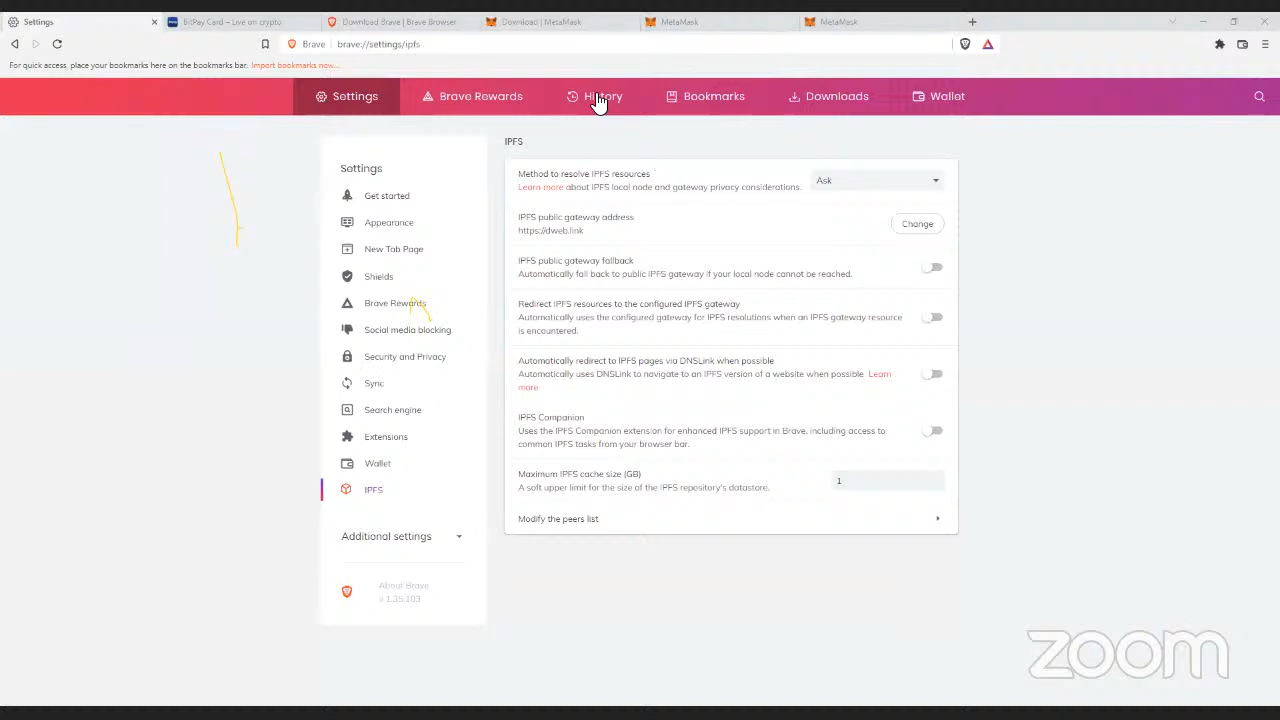 Settings
BitPay Card – Live on crypto
Download Brave | Brave Browser
Download | MetaMask
MetaMask
MetaMask
Brave | brave://settings/ipfs
For quick access, place your bookmarks here on the bookmarks bar. Import bookmarks now...
Settings
Brave Rewards
History
Bookmarks
Downloads
Wallet
Settings
Get started
Appearance
New Tab Page
Shields
Brave Rewards
Social media blocking
Security and Privacy
Sync
Search engine
Extensions
Wallet
IPFS
Additional settings
About Brave
v 1.35.103
IPFS
Method to resolve IPFS resources
Learn more about IPFS local node and gateway privacy considerations.
Ask
IPFS public gateway address
https://dweb.link
Change
IPFS public gateway fallback
Automatically fall back to public IPFS gateway if your local node cannot be reached.
Redirect IPFS resources to the configured IPFS gateway
Automatically uses the configured gateway for IPFS resolutions when an IPFS gateway resource
is encountered.
Automatically redirect to IPFS pages via DNSLink when possible
Automatically uses DNSLink to navigate to an IPFS version of a website when possible Learn
more
IPFS Companion
Uses the IPFS Companion extension for enhanced IPFS support in Brave, including access to
common IPFS tasks from your browser bar.
Maximum IPFS cache size (GB)
A soft upper limit for the size of the IPFS repository's datastore.
1
Modify the peers list
zoom